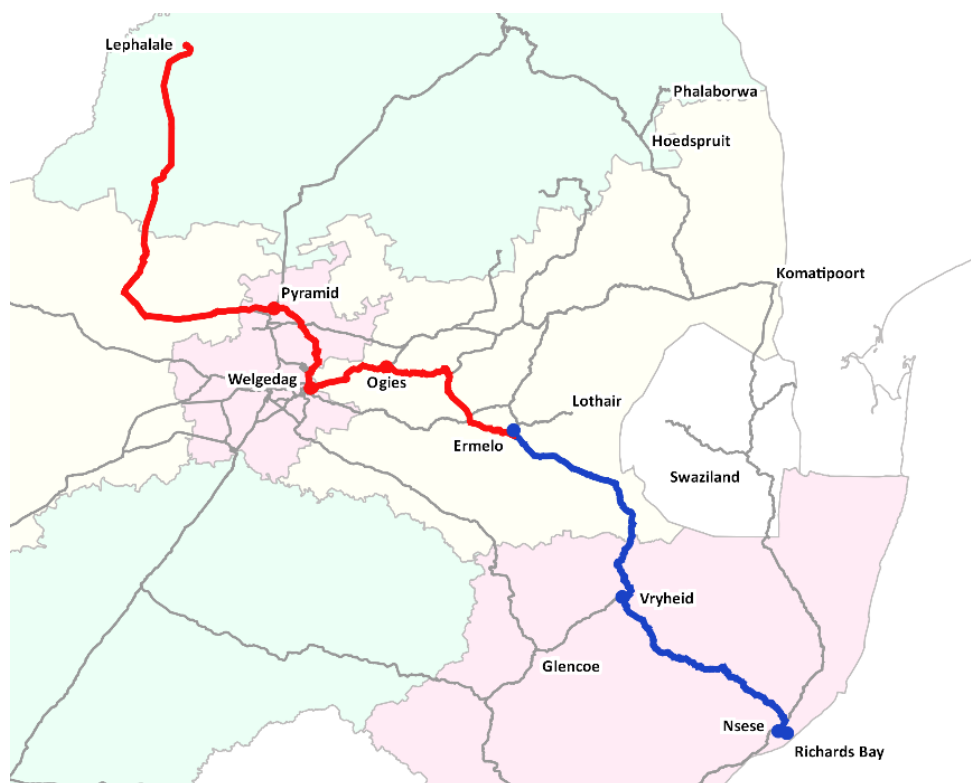 Lephalale
Phalaborwa
Hoedspruit
Komatipoort
Pyramid
Welgedag
Ogies
Lothair
Ermelo
Swaziland
Vryheid
Glencoe
Nsese
Richards Bay